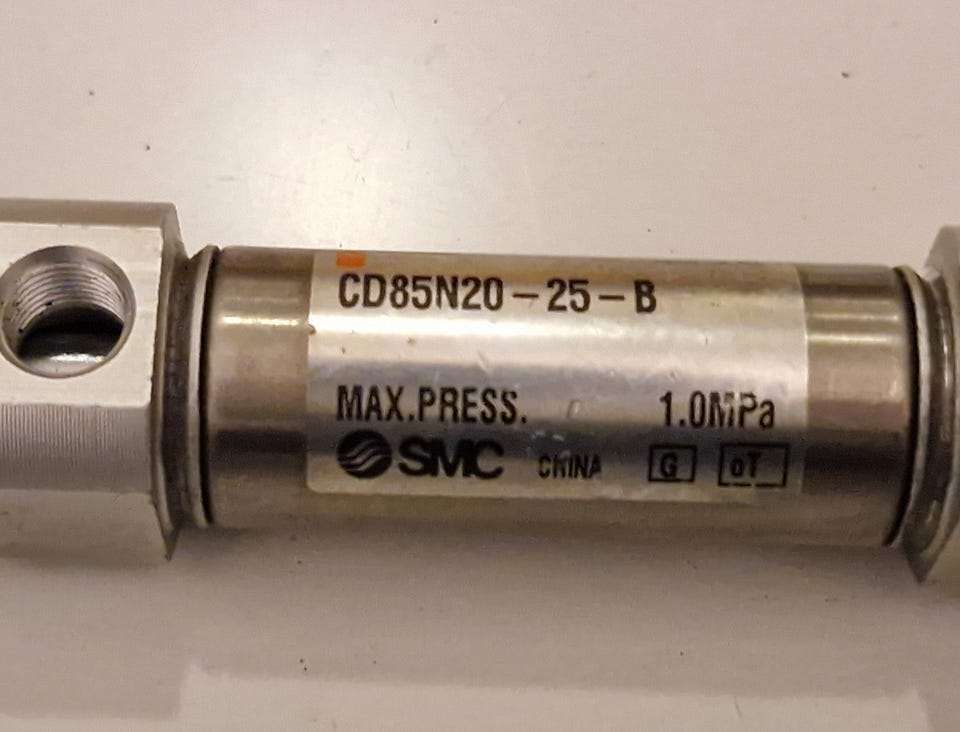 CD85N20-25-B
MAX.PRESS. 1.0MPa
SMC CHINA G oT